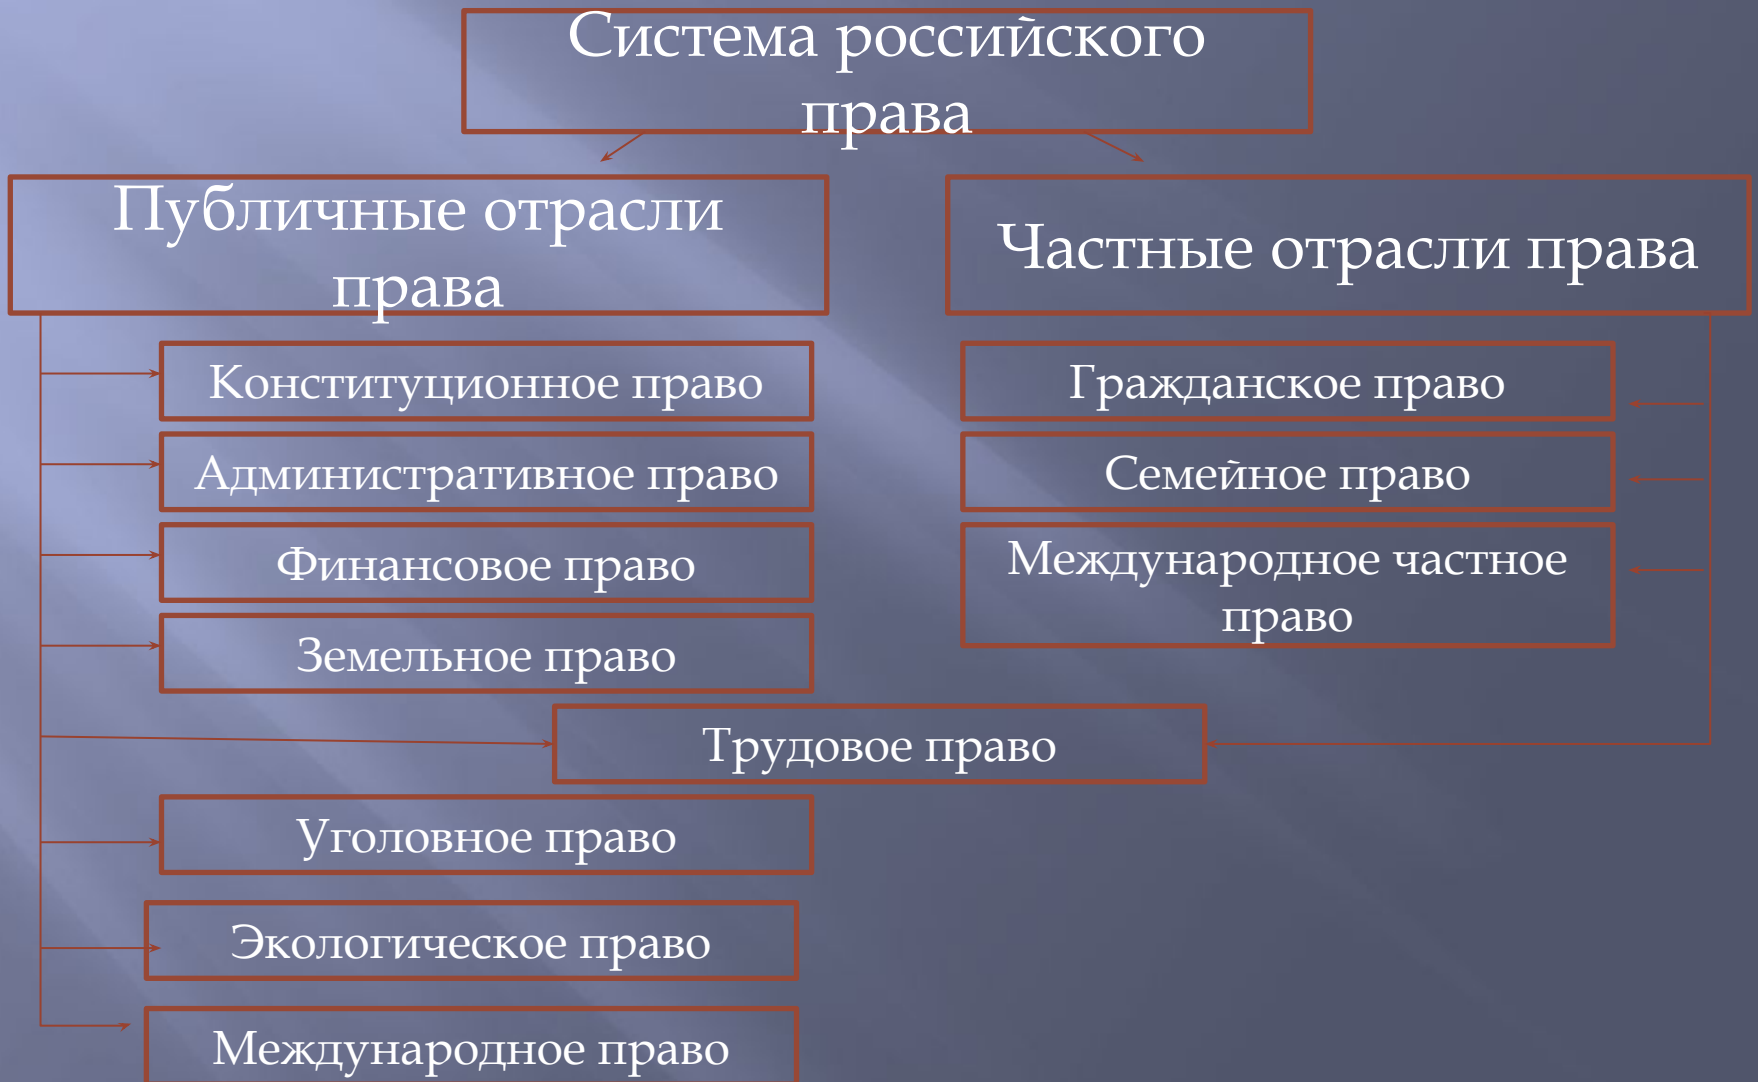 Система российского
права
Публичные отрасли
права
Частные отрасли права
Конституционное право
Гражданское право
Административное право
Семейное право
Финансовое право
Международное частное
право
Земельное право
Трудовое право
Уголовное право
Экологическое право
Международное право